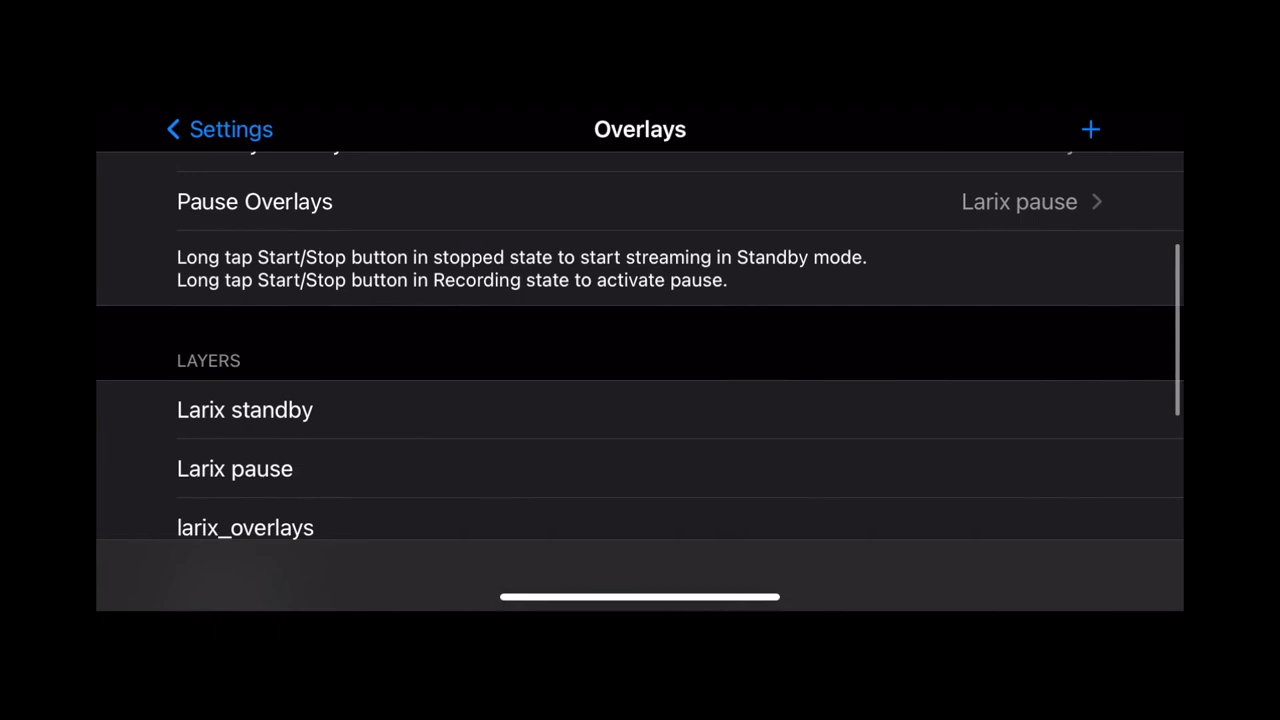 Settings
Overlays
Pause Overlays
Larix pause
Long tap Start/Stop button in stopped state to start streaming in Standby mode.
Long tap Start/Stop button in Recording state to activate pause.
LAYERS
Larix standby
Larix pause
larix_overlays